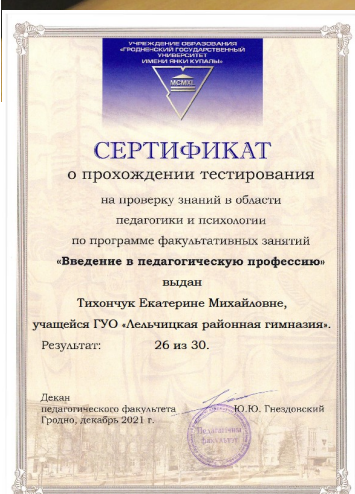 УЧРЕЖДЕНИЕ ОБРАЗОВАНИЯ
«ГРОДНЕНСКИЙ ГОСУДАРСТВЕННЫЙ
УНИВЕРСИТЕТ
ИМЕНИ ЯНКИ КУПАЛЫ»
MCMXL
СЕРТИФИКАТ
о прохождении тестирования
на проверку знаний в области
педагогики и психологии
по программе факультативных занятий
«Введение в педагогическую профессию»
выдан
Тихончук Екатерине Михайловне,
учащейся ГУО «Лельчицкая районная гимназия».
Результат: 26 из 30.
Декан
педагогического факультета Ю.Ю. Гнездовский
Гродно, декабрь 2021 г.
Педагогический
факультет